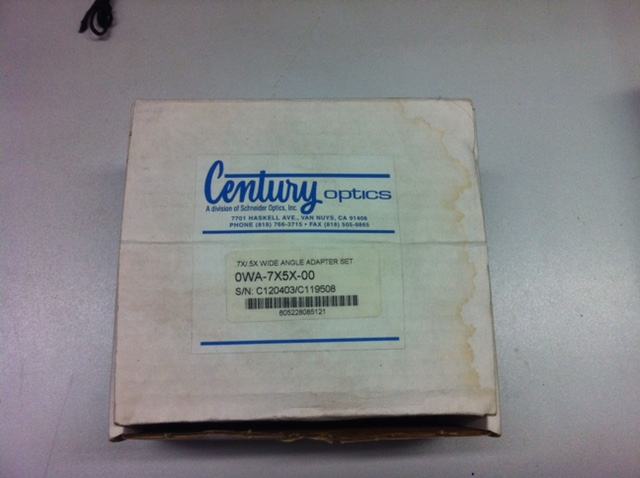 Century optics
A division of Schneider Optics, Inc.
7701 HASKELL AVE., VAN NUYS, CA 91406
PHONE (818) 766-3715 • FAX (818) 505-9865
7X/.5X WIDE ANGLE ADAPTER SET
0WA-7X5X-00
S/N: C120403/C119508
605228085121